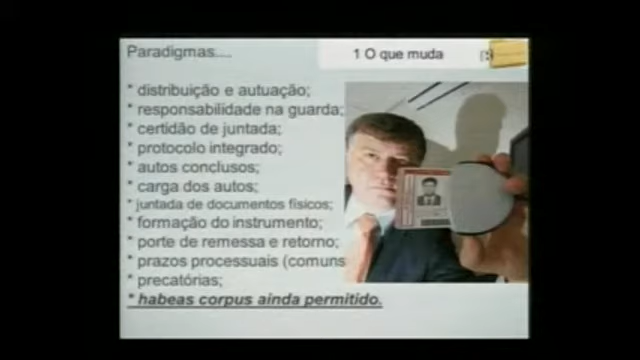 Paradigmas....
1 O que muda
* distribuição e autuação;
* responsabilidade na guarda;
* certidão de juntada;
* protocolo integrado;
* autos conclusos;
* carga dos autos;
* juntada de documentos físicos;
* formação do instrumento;
* porte de remessa e retorno;
* prazos processuais (comuns
* precatórias;
* habeas corpus ainda permitido.